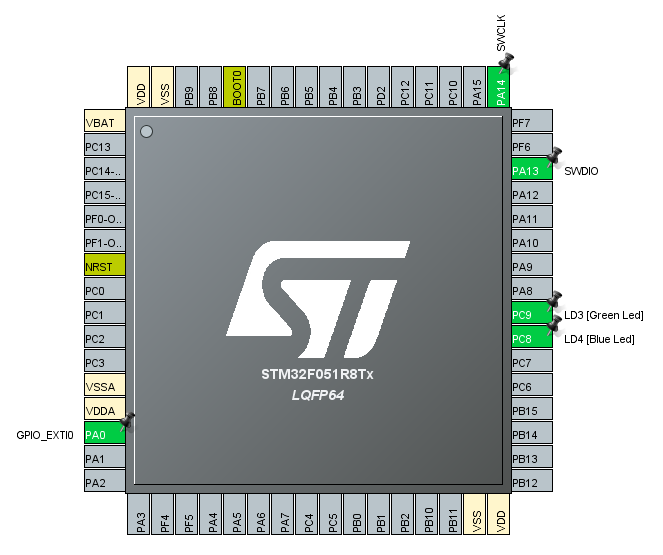 SWCLK
VDD
VSS
PB9
PB8
BOOT0
PB7
PB6
PB5
PB4
PB3
PD2
PC12
PC11
PC10
PA15
PA14
VBAT
PC13
PC14-..
PC15-..
PF0-O..
PF1-O..
NRST
PC0
PC1
PC2
PC3
VSSA
VDDA
GPIO_EXTI0 PA0
PA1
PA2
ST
STM32F051R8Tx
LQFP64
PF7
PF6
PA13 SWDIO
PA12
PA11
PA10
PA9
PA8
PC9 LD3 [Green Led]
PC8 LD4 [Blue Led]
PC7
PC6
PB15
PB14
PB13
PB12
PA3
PF4
PF5
PA4
PA5
PA6
PA7
PC4
PC5
PB0
PB1
PB2
PB10
PB11
VSS
VDD